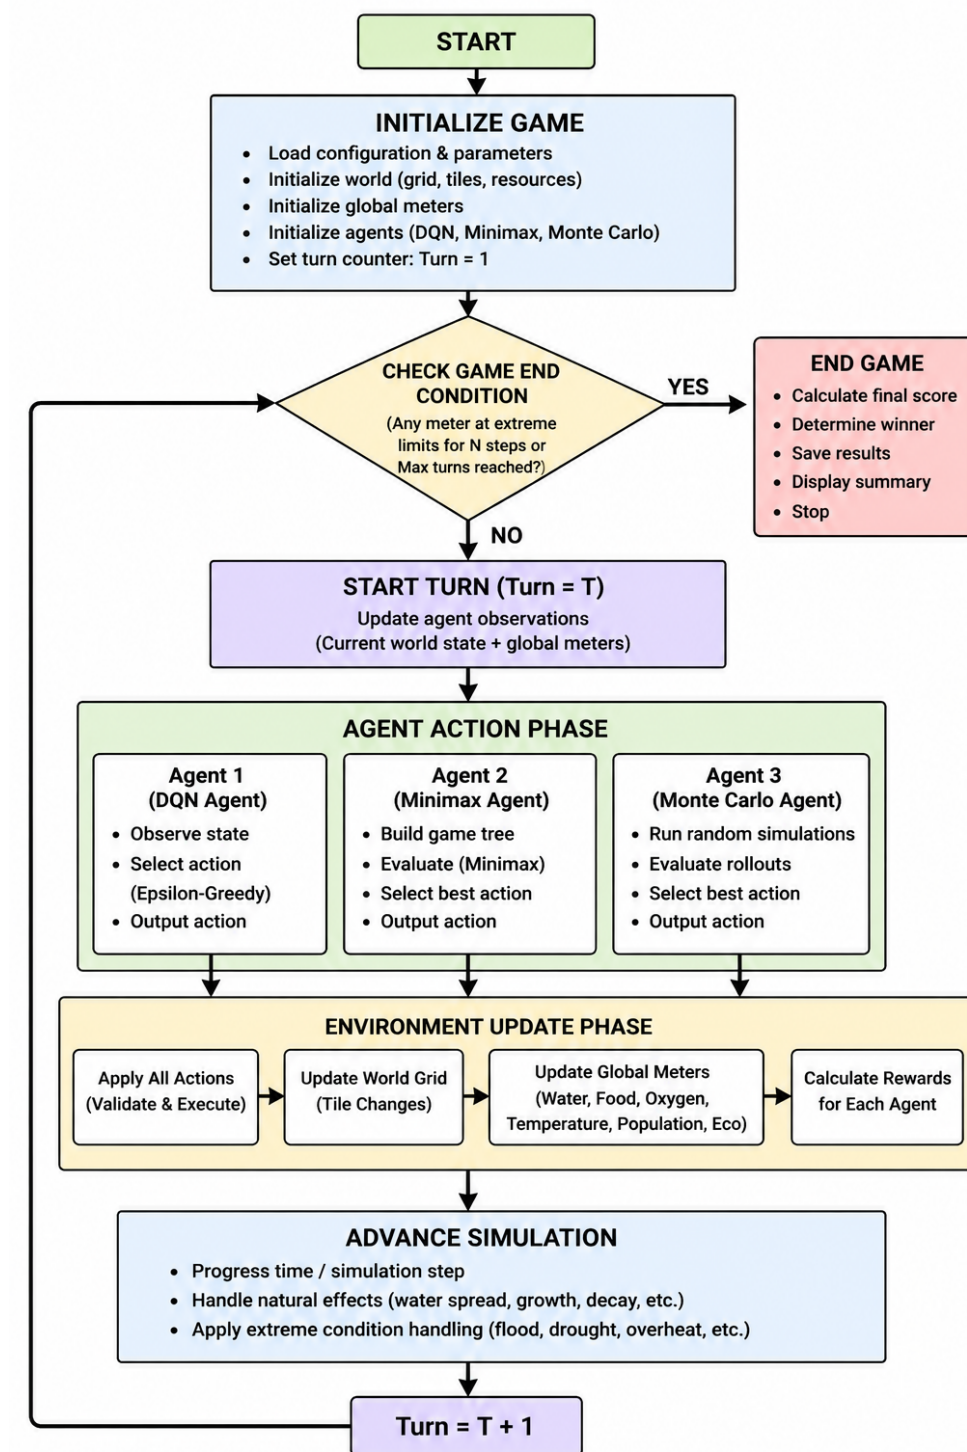 START
INITIALIZE GAME
• Load configuration & parameters
• Initialize world (grid, tiles, resources)
• Initialize global meters
• Initialize agents (DQN, Minimax, Monte Carlo)
• Set turn counter: Turn = 1
CHECK GAME END
CONDITION
(Any meter at extreme
limits for N steps or
Max turns reached?)
YES
END GAME
• Calculate final score
• Determine winner
• Save results
• Display summary
• Stop
NO
START TURN (Turn = T)
Update agent observations
(Current world state + global meters)
AGENT ACTION PHASE
Agent 1
(DQN Agent)
• Observe state
• Select action
(Epsilon-Greedy)
• Output action
Agent 2
(Minimax Agent)
• Build game tree
• Evaluate (Minimax)
• Select best action
• Output action
Agent 3
(Monte Carlo Agent)
• Run random simulations
• Evaluate rollouts
• Select best action
• Output action
ENVIRONMENT UPDATE PHASE
Apply All Actions
(Validate & Execute)
Update World Grid
(Tile Changes)
Update Global Meters
(Water, Food, Oxygen,
Temperature, Population, Eco)
Calculate Rewards
for Each Agent
ADVANCE SIMULATION
• Progress time / simulation step
• Handle natural effects (water spread, growth, decay, etc.)
• Apply extreme condition handling (flood, drought, overheat, etc.)
Turn = T + 1